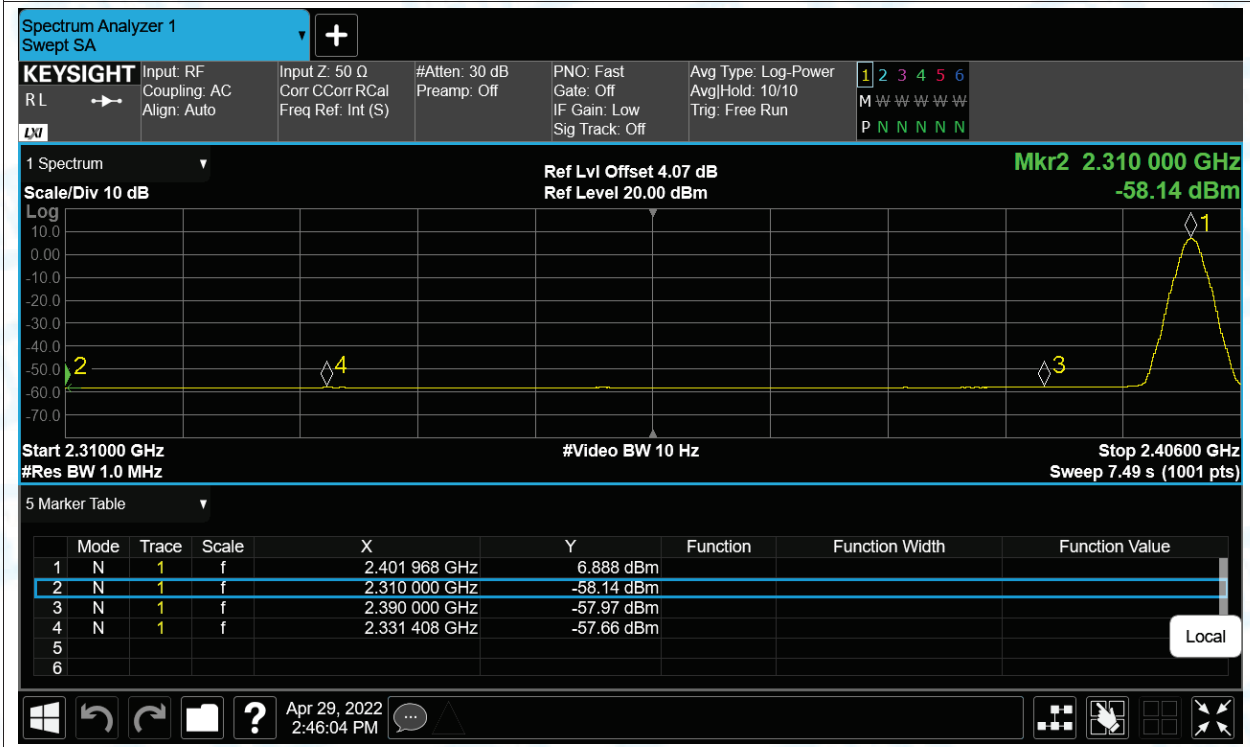 Spectrum Analyzer 1
Swept SA
+
KEYSIGHT
R L
LXI
Input: RF
Coupling: AC
Align: Auto
Input Z: 50 Ω
Corr CCorr RCal
Freq Ref: Int (S)
#Atten: 30 dB
Preamp: Off
PNO: Fast
Gate: Off
IF Gain: Low
Sig Track: Off
Avg Type: Log-Power
Avg|Hold: 10/10
Trig: Free Run
1 2 3 4 5 6
M W W W W W
P N N N N N
1 Spectrum
Scale/Div 10 dB
Ref Lvl Offset 4.07 dB
Ref Level 20.00 dBm
Mkr2 2.310 000 GHz
-58.14 dBm
Log
10.0
0.00
-10.0
-20.0
-30.0
-40.0
-50.0
-60.0
-70.0
1
2
4
3
Start 2.31000 GHz
#Res BW 1.0 MHz
#Video BW 10 Hz
Stop 2.40600 GHz
Sweep 7.49 s (1001 pts)
5 Marker Table
Mode Trace Scale X Y Function Function Width Function Value
1 N 1 f 2.401 968 GHz 6.888 dBm
2 N 1 f 2.310 000 GHz -58.14 dBm
3 N 1 f 2.390 000 GHz -57.97 dBm
4 N 1 f 2.331 408 GHz -57.66 dBm
5
6
Local
?
Apr 29, 2022
2:46:04 PM